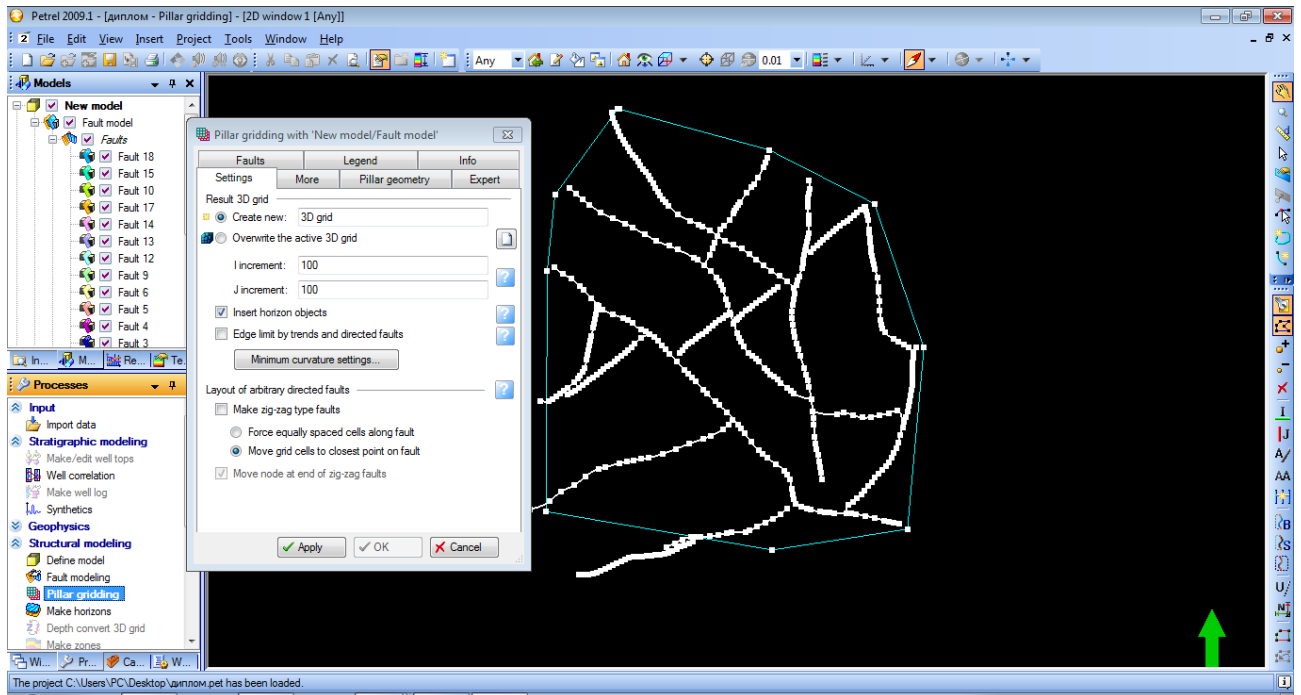 Petrel 2009.1 - [диплом - Pillar gridding] - [2D window 1 [Any]]
2 File Edit View Insert Project Tools Window Help
Any 0.01
Models
New model
Fault model
Faults
Fault 18
Fault 15
Fault 10
Fault 17
Fault 14
Fault 13
Fault 12
Fault 9
Fault 6
Fault 5
Fault 4
Fault 3
In... M... Re... Te
Processes
Input
Import data
Stratigraphic modeling
Make/edit well tops
Well correlation
Make well log
Synthetics
Geophysics
Structural modeling
Define model
Fault modeling
Pillar gridding
Make horizons
Depth convert 3D grid
Make zones
Wi... Pr... Ca... W...
Pillar gridding with 'New model/Fault model'
Faults Legend Info
Settings More Pillar geometry Expert
Result 3D grid
Create new: 3D grid
Overwrite the active 3D grid
I increment: 100
J increment: 100
Insert horizon objects
Edge limit by trends and directed faults
Minimum curvature settings...
Layout of arbitrary directed faults
Make zig-zag type faults
Force equally spaced cells along fault
Move grid cells to closest point on fault
Move node at end of zig-zag faults
Apply OK Cancel
I
J
A/
AA
B
S
U/
N
The project C:\Users\PC\Desktop\диплом.pet has been loaded.